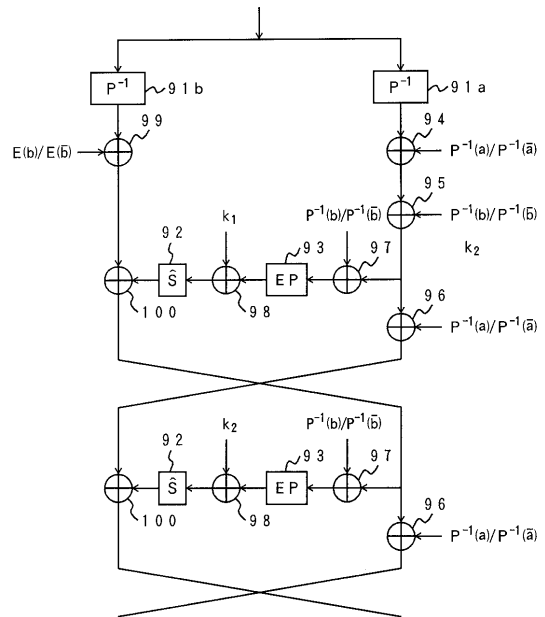 P⁻¹ 91b P⁻¹ 91a
99 94
E(b)/E(b̄) P⁻¹(a)/P⁻¹(ā)
95
k₁ P⁻¹(b)/P⁻¹(b̄) P⁻¹(b)/P⁻¹(b̄)
92 93 k₂
Ŝ EP 97
100 98 96
P⁻¹(a)/P⁻¹(ā)
k₂ P⁻¹(b)/P⁻¹(b̄)
92 93
Ŝ EP 97
100 98 96
P⁻¹(a)/P⁻¹(ā)